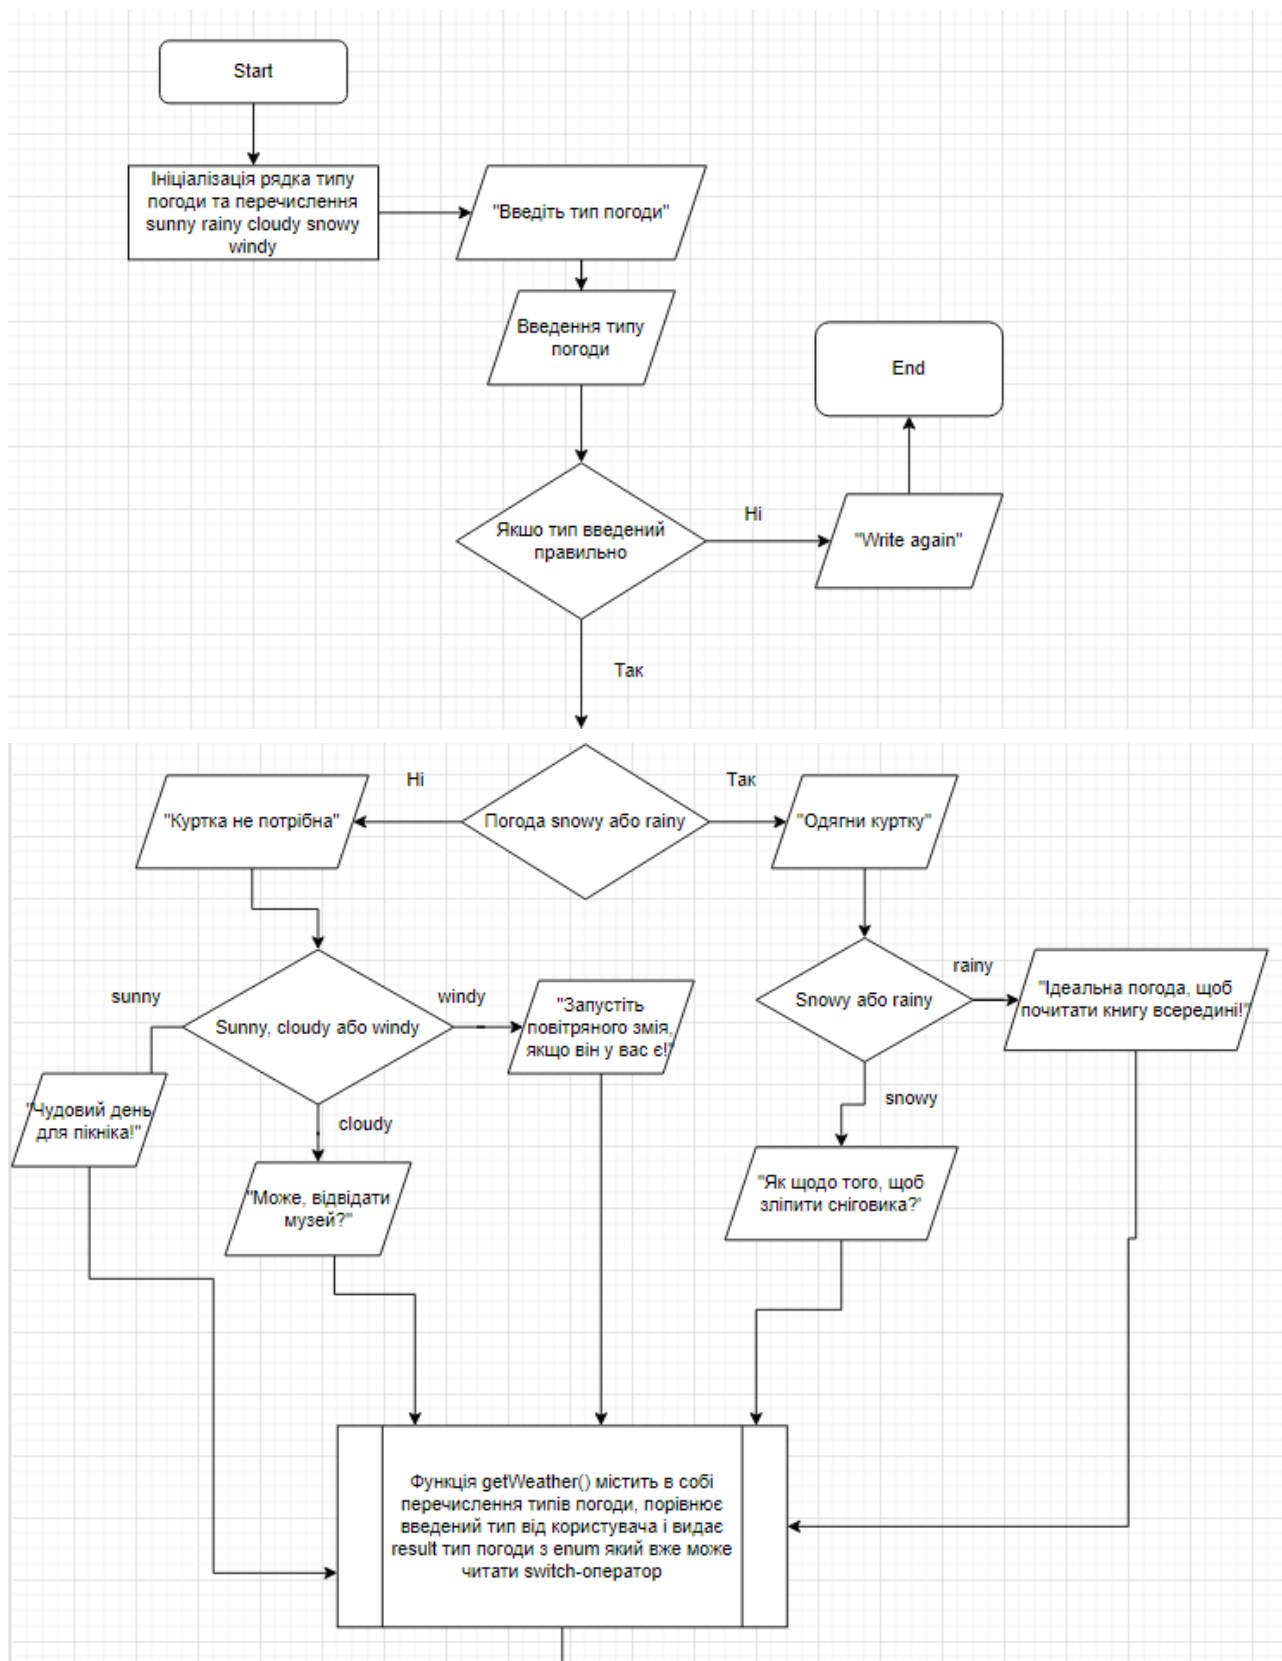 Start
Ініціалізація рядка типу
погоди та перечислення
sunny rainy cloudy snowy
windy
"Введіть тип погоди"
Введення типу
погоди
End
Якшо тип введений
правильно
Ні
"Write again"
Так
Ні
Так
"Куртка не потрібна"
Погода snowy або rainy
"Одягни куртку"
sunny
Sunny, cloudy або windy
windy
"Запустіть
повітряного змія,
якщо він у вас є!"
Snowy або rainy
rainy
"Ідеальна погода, щоб
почитати книгу всередині!"
"Чудовий день
для пікніка!"
cloudy
snowy
"Може, відвідати
музей?"
"Як щодо того, щоб
зліпити сніговика?"
Функція getWeather() містить в собі
перечислення типів погоди, порівнює
введений тип від користувача і видає
result тип погоди з enum який вже може
читати switch-оператор